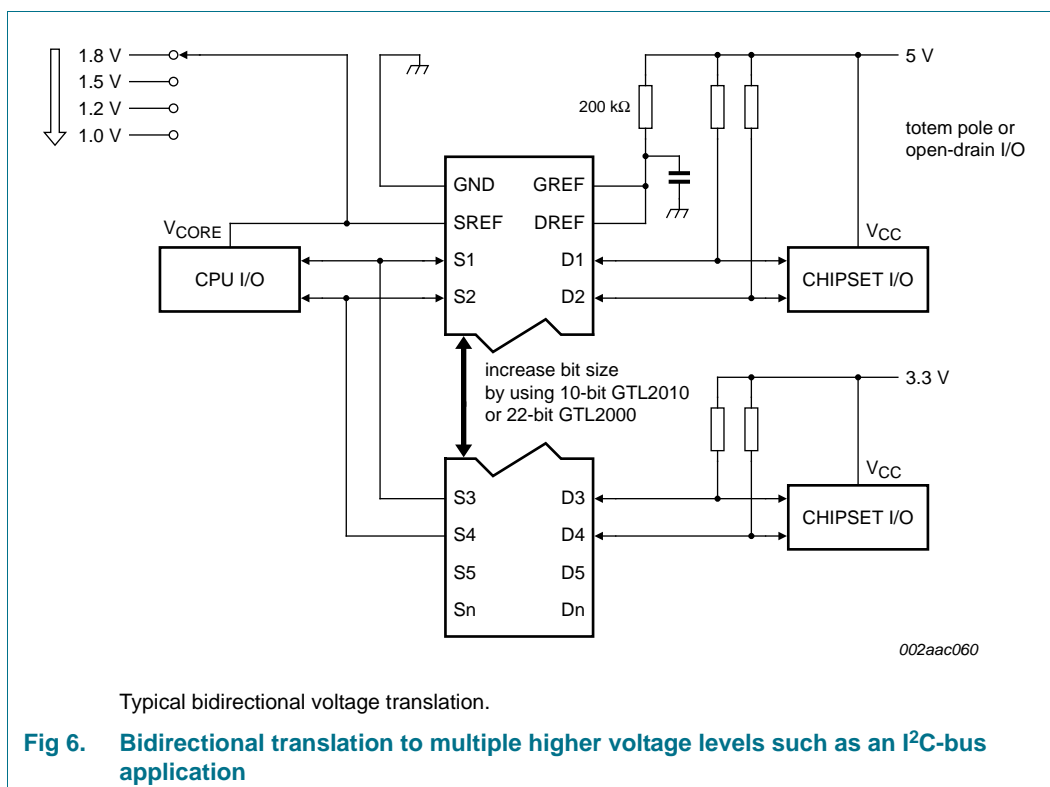 1.8 V
1.5 V
1.2 V
1.0 V
5 V
200 kΩ
totem pole or
open-drain I/O
GND
GREF
SREF
DREF
VCORE
VCC
CPU I/O
S1
D1
CHIPSET I/O
S2
D2
increase bit size
by using 10-bit GTL2010
or 22-bit GTL2000
3.3 V
VCC
S3
D3
CHIPSET I/O
S4
D4
S5
D5
Sn
Dn
002aac060
Typical bidirectional voltage translation.
Fig 6. Bidirectional translation to multiple higher voltage levels such as an I²C-bus
application